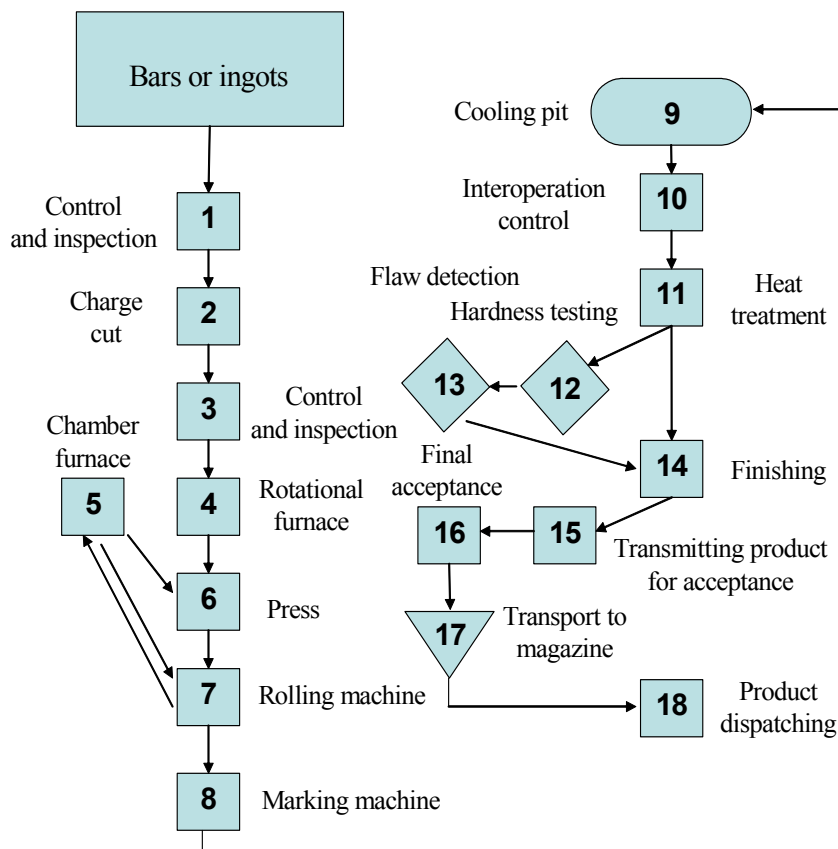 Bars or ingots
1
Control
and inspection
2
Charge
cut
3
Control
and inspection
Chamber
furnace
5
4
Rotational
furnace
6
Press
7
Rolling machine
8
Marking machine
Cooling pit
9
Interoperation
control
10
Flaw detection
11
Heat
treatment
Hardness testing
13
12
14
Finishing
Final
acceptance
16
15
Transmitting product
for acceptance
17
Transport to
magazine
18
Product
dispatching